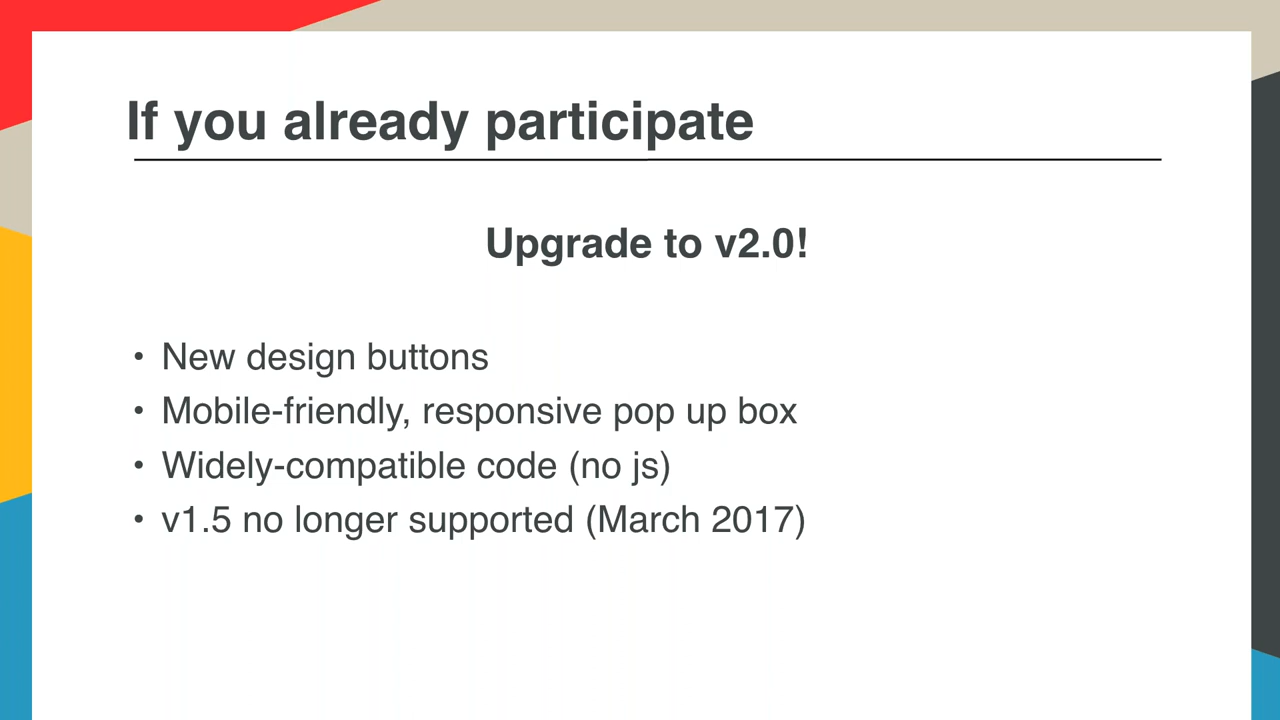 If you already participate
Upgrade to v2.0!
• New design buttons
• Mobile-friendly, responsive pop up box
• Widely-compatible code (no js)
• v1.5 no longer supported (March 2017)